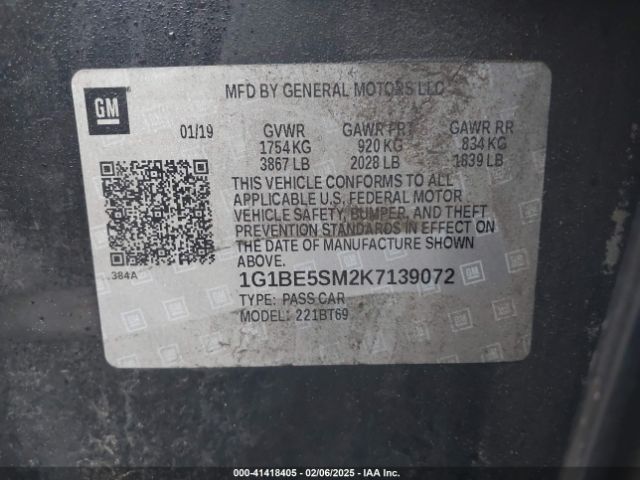 GM
MFD BY GENERAL MOTORS LLC
01/19 GVWR GAWR FRT GAWR RR
1754 KG 920 KG 834 KG
3867 LB 2028 LB 1839 LB
THIS VEHICLE CONFORMS TO ALL
APPLICABLE U.S. FEDERAL MOTOR
VEHICLE SAFETY, BUMPER, AND THEFT
PREVENTION STANDARDS IN EFFECT ON
THE DATE OF MANUFACTURE SHOWN
ABOVE.
384A
1G1BE5SM2K7139072
TYPE: PASS CAR
MODEL: 221BT69
000-41418405 - 02/06/2025 - IAA Inc.